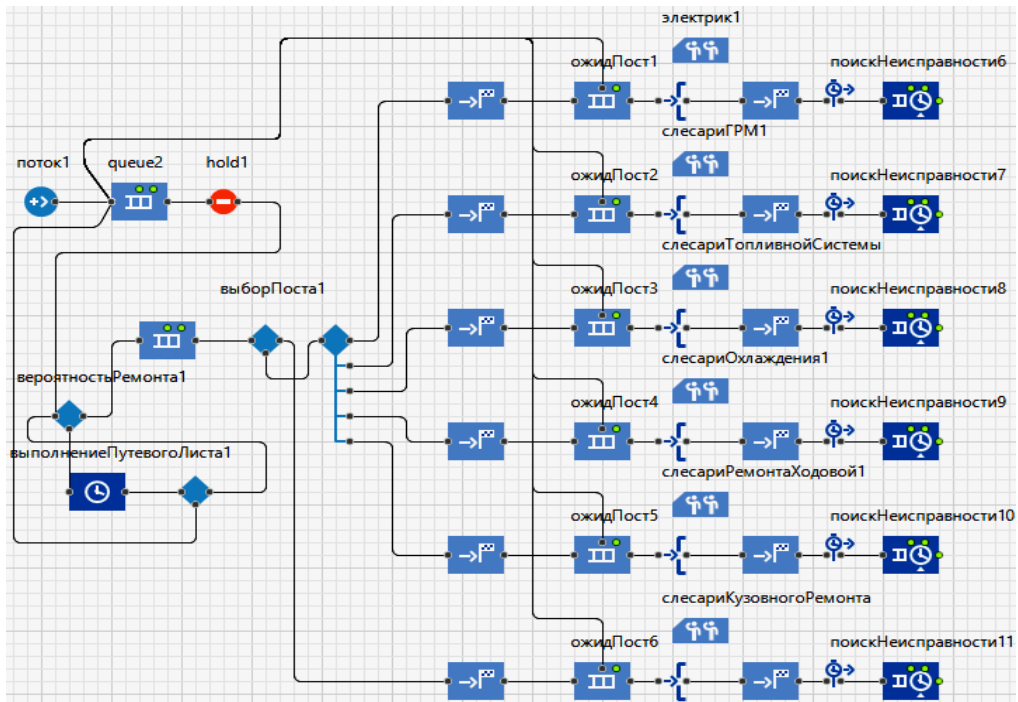 электрик1
ожидПост1
поискНеисправности6
слесариГРМ1
поток1
queue2
hold1
ожидПост2
поискНеисправности7
слесариТопливнойСистемы
выборПоста1
ожидПост3
поискНеисправности8
слесариОхлаждения1
вероятностьРемонта1
ожидПост4
поискНеисправности9
выполнениеПутевогоЛиста1
слесариРемонтаХодовой1
ожидПост5
поискНеисправности10
слесариКузовногоРемонта
ожидПост6
поискНеисправности11